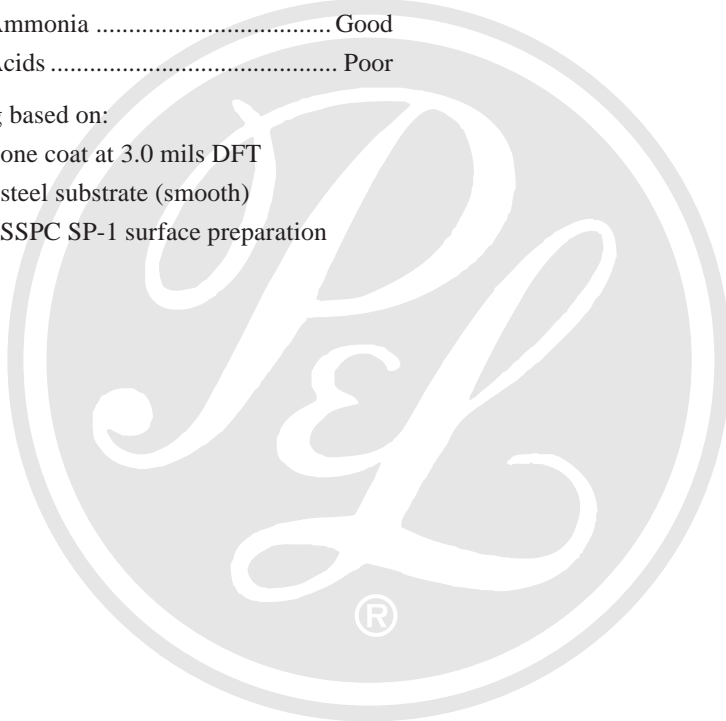 Ammonia .............................. Good
Acids ..................................... Poor
g based on:
one coat at 3.0 mils DFT
steel substrate (smooth)
SSPC SP-1 surface preparation
P&L
®